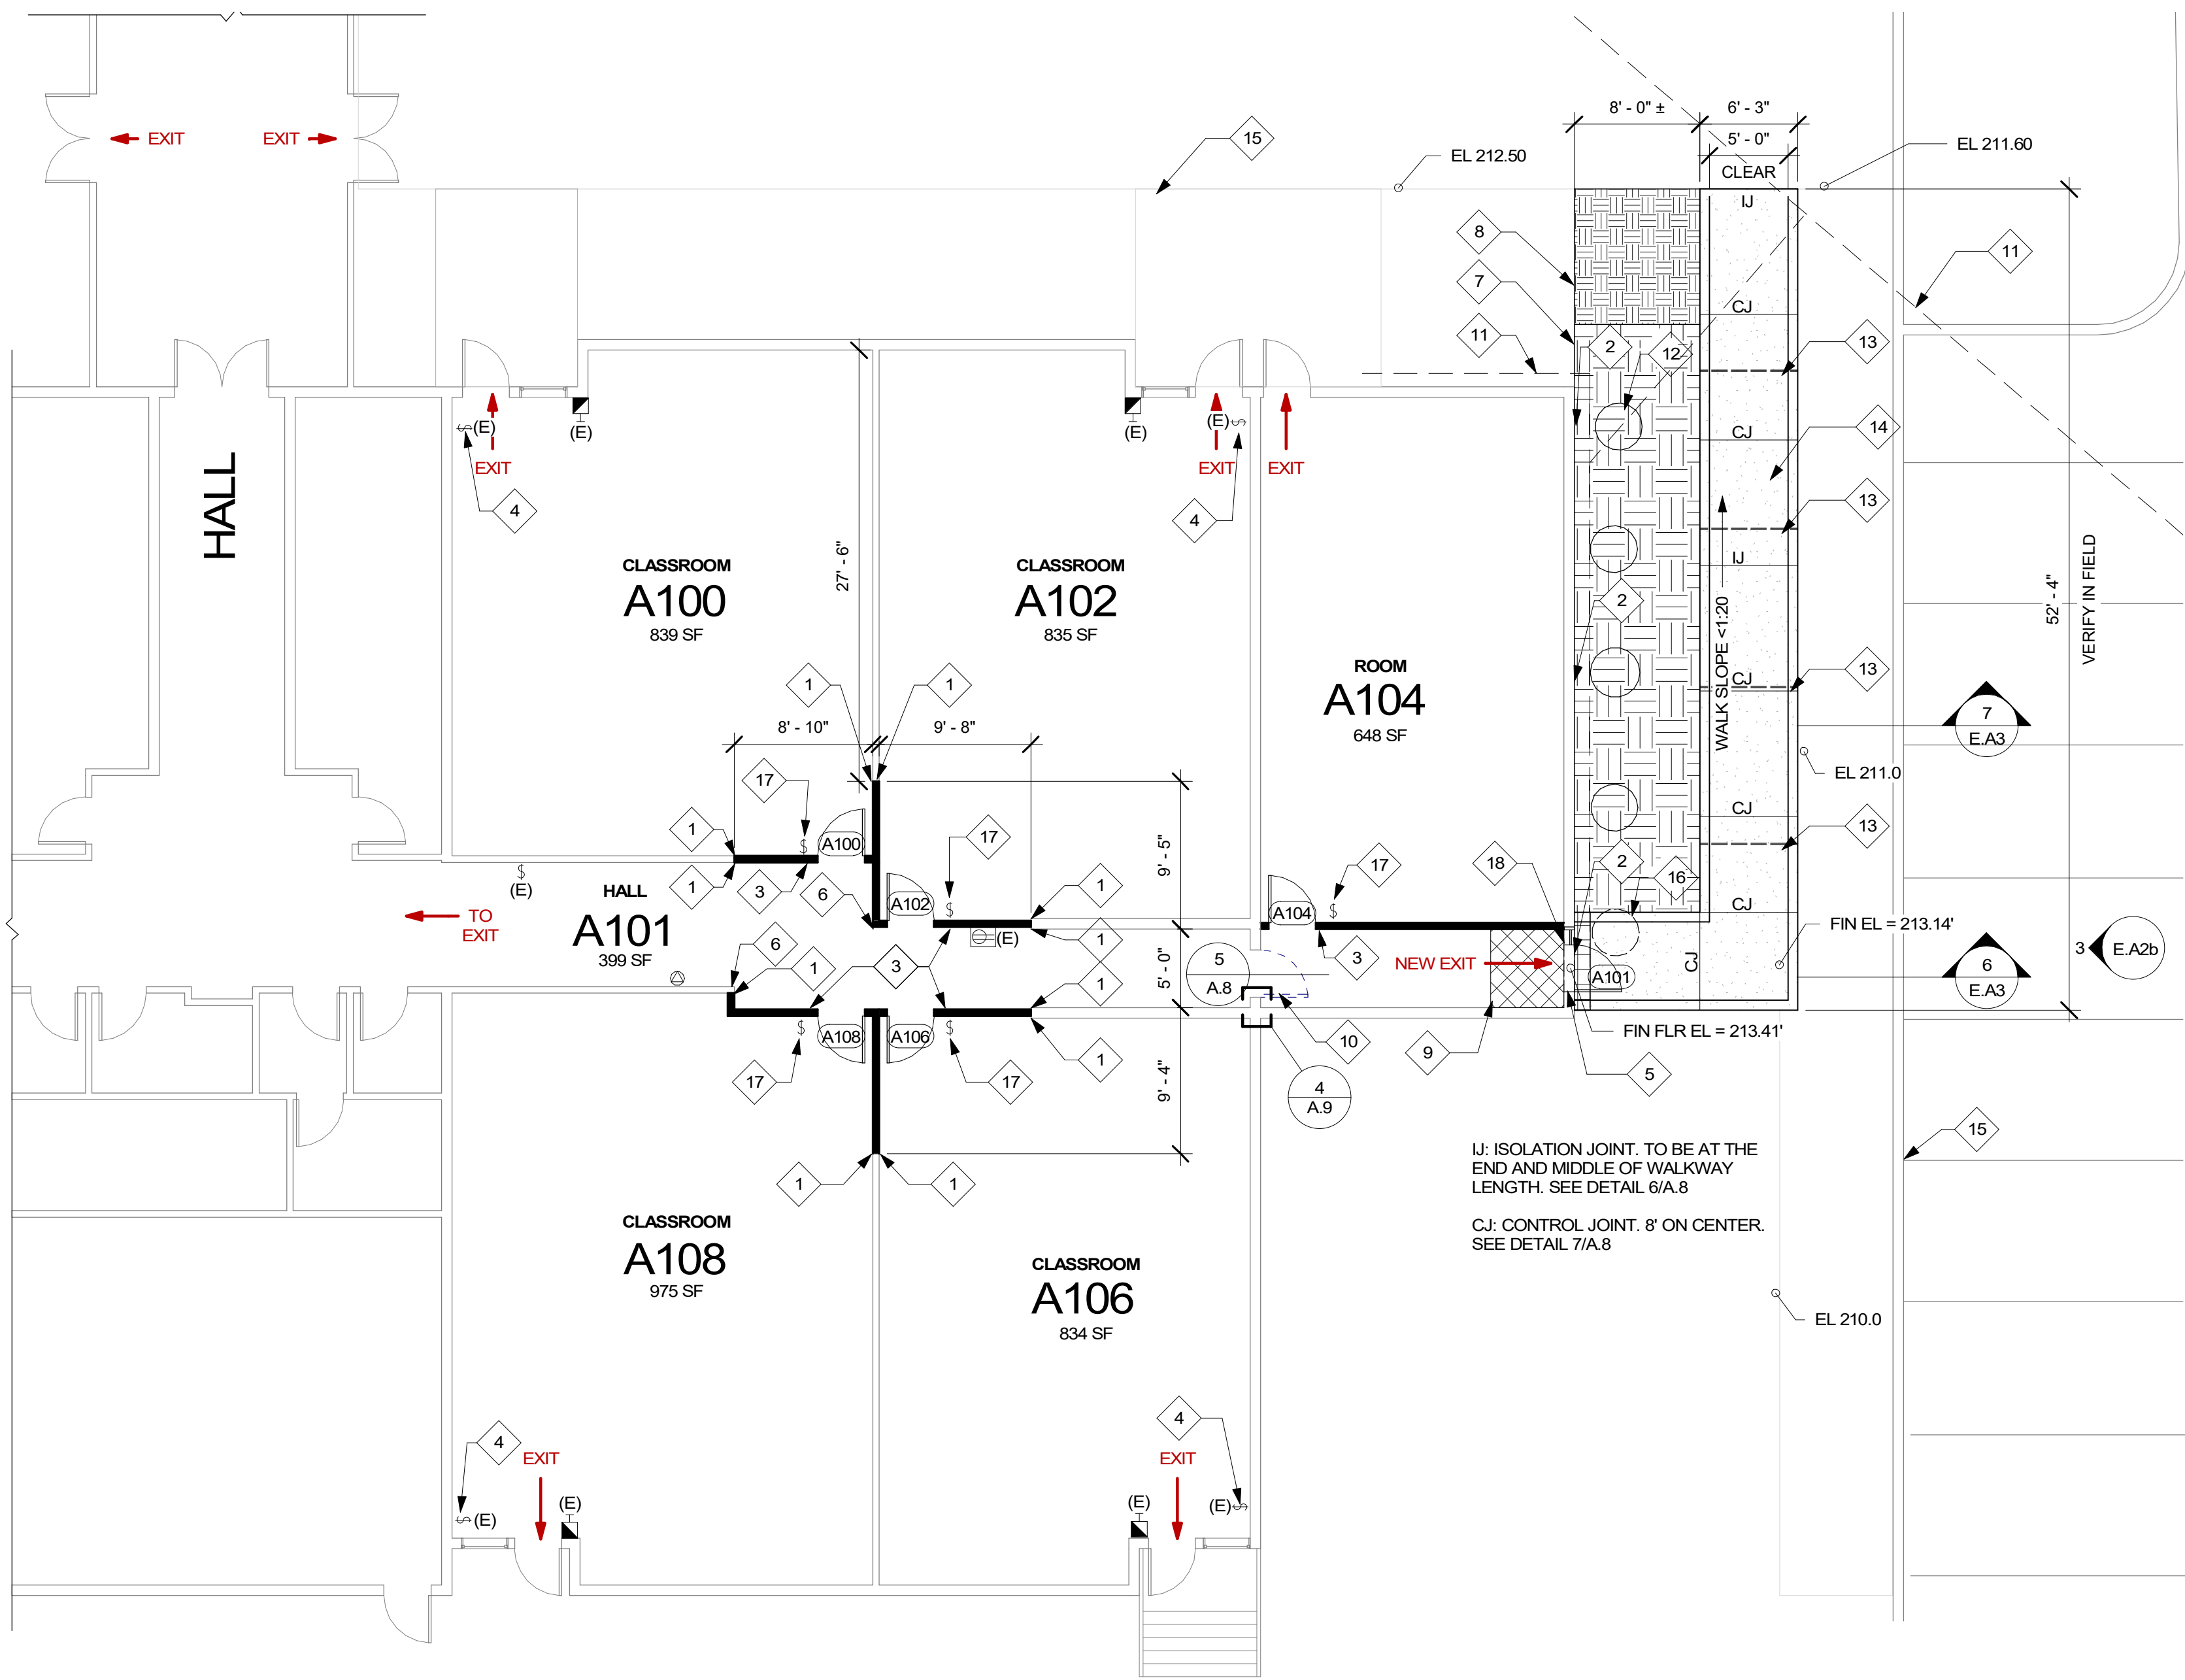 8' - 0" ±
6' - 3"
5' - 0"
CLEAR
EXIT
EXIT
15
EL 212.50
EL 211.60
IJ
8
11
7
CJ
11
2
12
13
(E)
(E)
(E)
(E)
CJ
14
EXIT
EXIT
EXIT
HALL
4
4
13
27' - 6"
IJ
CLASSROOM
A100
839 SF
CLASSROOM
A102
835 SF
2
52' - 4"
VERIFY IN FIELD
WALK SLOPE <1:20
ROOM
A104
648 SF
1
1
CJ
13
8' - 10"
9' - 8"
7
E.A3
17
EL 211.0
CJ
1
A100
17
13
9' - 5"
1
3
6
A102
1
17
18
2
16
HALL
A101
399 SF
(E)
TO
EXIT
A104
CJ
FIN EL = 213.14'
(E)
1
6
1
3
1
5
A.8
3
NEW EXIT
A101
CJ
6
E.A3
3
E.A2b
5' - 0"
A108
A106
10
9
FIN FLR EL = 213.41'
5
1
17
17
4
A.9
9' - 4"
15
IJ: ISOLATION JOINT. TO BE AT THE
END AND MIDDLE OF WALKWAY
LENGTH. SEE DETAIL 6/A.8
1
1
CJ: CONTROL JOINT. 8' ON CENTER.
SEE DETAIL 7/A.8
CLASSROOM
A108
975 SF
CLASSROOM
A106
834 SF
EL 210.0
4
EXIT
4
EXIT
(E)
(E)
(E)
(E)